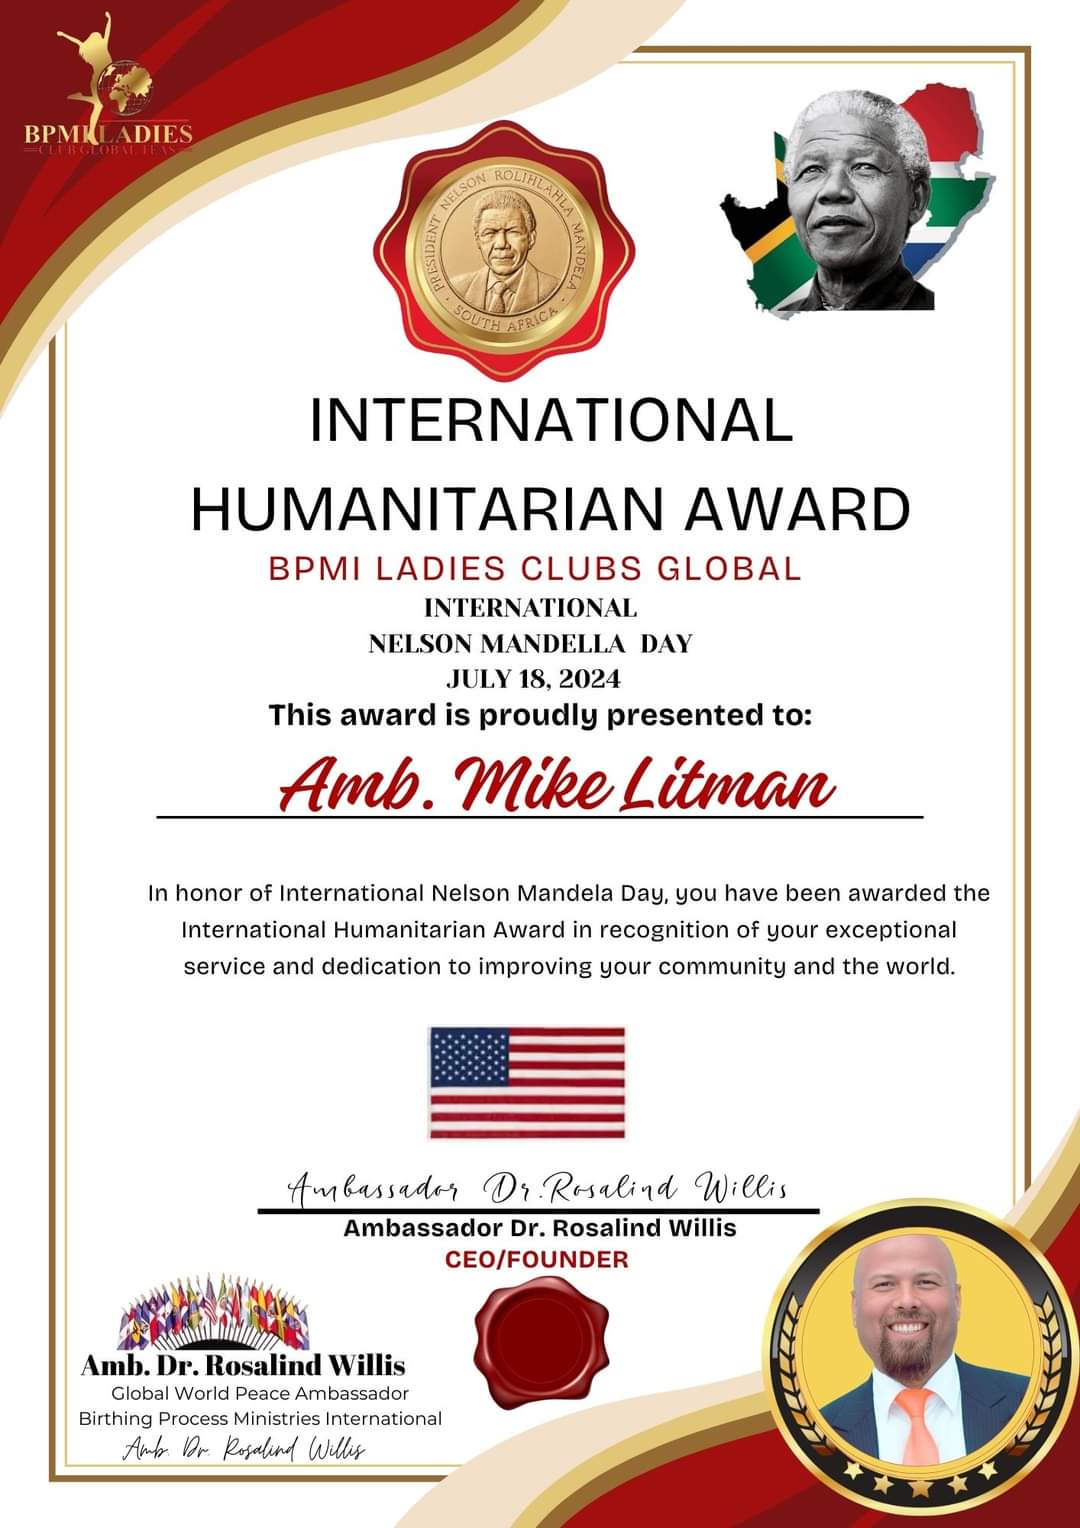 BPMI LADIES
CLUB GLOBAL TEAS
PRESIDENT NELSON ROLIHLAHLA MANDELA
SOUTH AFRICA
INTERNATIONAL
HUMANITARIAN AWARD
BPMI LADIES CLUBS GLOBAL
INTERNATIONAL
NELSON MANDELLA DAY
JULY 18, 2024
This award is proudly presented to:
Amb. Mike Litman
In honor of International Nelson Mandela Day, you have been awarded the
International Humanitarian Award in recognition of your exceptional
service and dedication to improving your community and the world.
Ambassador Dr. Rosalind Willis
Ambassador Dr. Rosalind Willis
CEO/FOUNDER
Amb. Dr. Rosalind Willis
Global World Peace Ambassador
Birthing Process Ministries International
Amb. Dr. Rosalind Willis